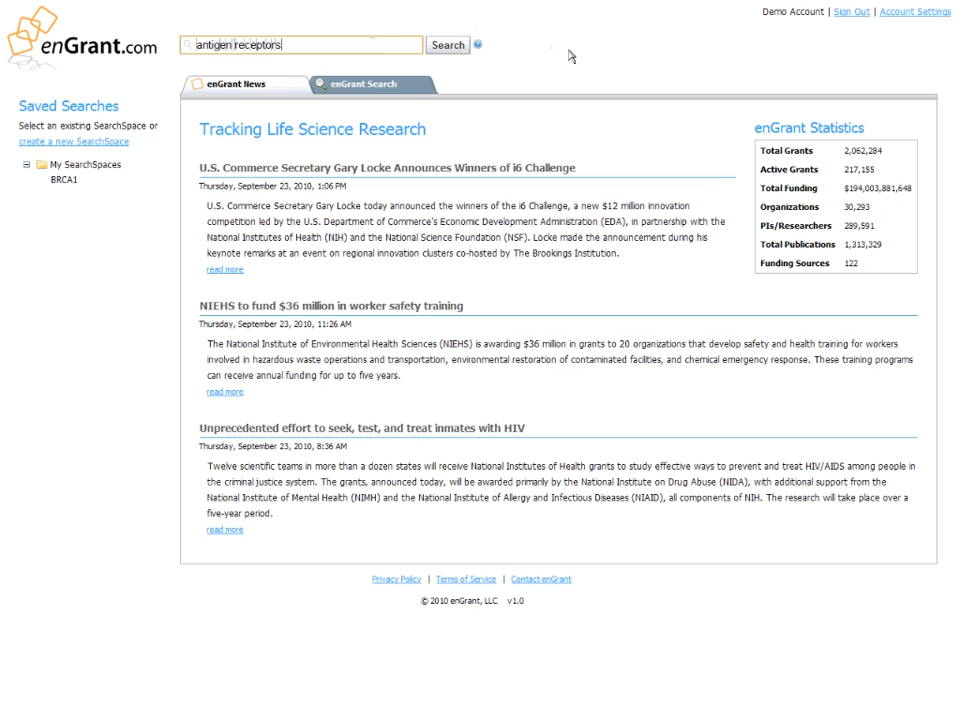 Demo Account | Sign Out | Account Settings
enGrant.com
antigen receptors
Search
enGrant News
enGrant Search
Saved Searches
Select an existing SearchSpace or
create a new SearchSpace
My SearchSpaces
BRCA1
Tracking Life Science Research
U.S. Commerce Secretary Gary Locke Announces Winners of i6 Challenge
Thursday, September 23, 2010, 1:06 PM
U.S. Commerce Secretary Gary Locke today announced the winners of the i6 Challenge, a new $12 million innovation
competition led by the U.S. Department of Commerce's Economic Development Administration (EDA), in partnership with the
National Institutes of Health (NIH) and the National Science Foundation (NSF). Locke made the announcement during his
keynote remarks at an event on regional innovation clusters co-hosted by The Brookings Institution.
read more
enGrant Statistics
Total Grants 2,062,284
Active Grants 217,155
Total Funding $194,003,881,648
Organizations 30,293
PIs/Researchers 289,591
Total Publications 1,313,329
Funding Sources 122
NIEHS to fund $36 million in worker safety training
Thursday, September 23, 2010, 11:26 AM
The National Institute of Environmental Health Sciences (NIEHS) is awarding $36 million in grants to 20 organizations that develop safety and health training for workers
involved in hazardous waste operations and transportation, environmental restoration of contaminated facilities, and chemical emergency response. These training programs
can receive annual funding for up to five years.
read more
Unprecedented effort to seek, test, and treat inmates with HIV
Thursday, September 23, 2010, 8:36 AM
Twelve scientific teams in more than a dozen states will receive National Institutes of Health grants to study effective ways to prevent and treat HIV/AIDS among people in
the criminal justice system. The grants, announced today, will be awarded primarily by the National Institute on Drug Abuse (NIDA), with additional support from the
National Institute of Mental Health (NIMH) and the National Institute of Allergy and Infectious Diseases (NIAID), all components of NIH. The research will take place over a
five-year period.
read more
Privacy Policy | Terms of Service | Contact enGrant
© 2010 enGrant, LLC v1.0